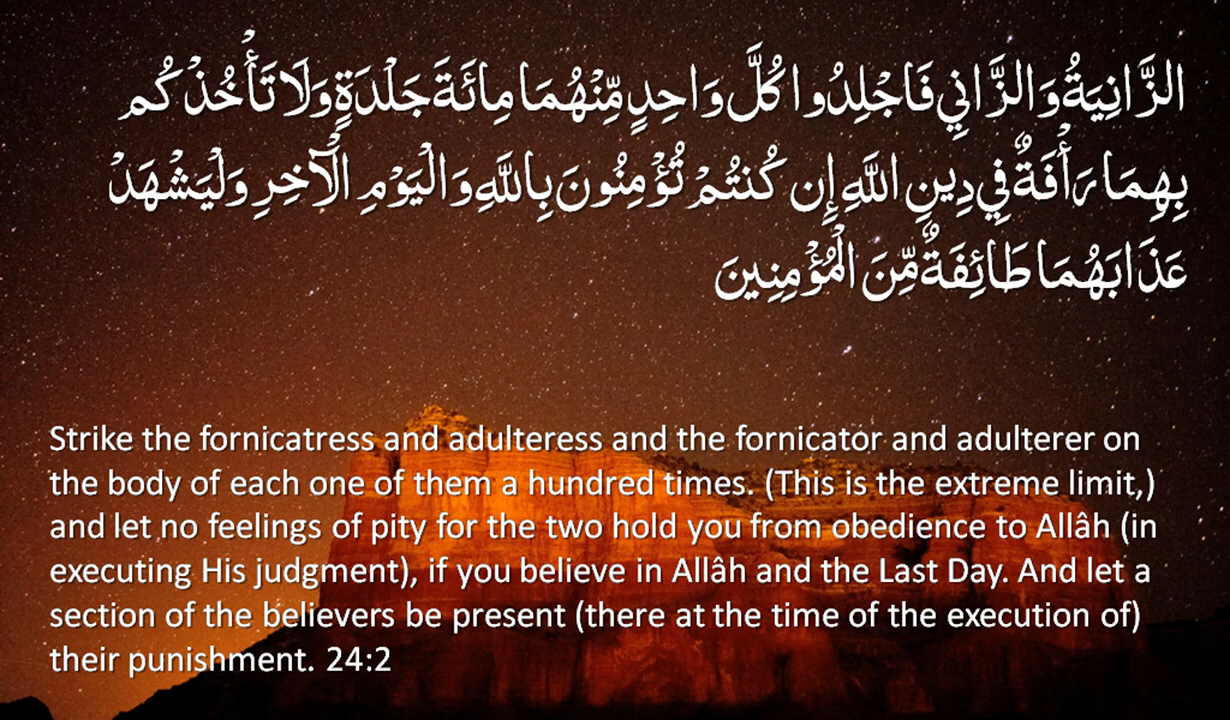 الزَّانِيَةُ وَالزَّانِي فَاجْلِدُوا كُلَّ وَاحِدٍ مِّنْهُمَا مِائَةَ جَلْدَةٍ وَلَا تَأْخُذْكُم
بِهِمَا رَأْفَةٌ فِي دِينِ اللَّهِ إِن كُنتُمْ تُؤْمِنُونَ بِاللَّهِ وَالْيَوْمِ الْآخِرِ وَلْيَشْهَدْ
عَذَابَهُمَا طَائِفَةٌ مِّنَ الْمُؤْمِنِينَ
Strike the fornicatress and adulteress and the fornicator and adulterer on
the body of each one of them a hundred times. (This is the extreme limit,)
and let no feelings of pity for the two hold you from obedience to Allâh (in
executing His judgment), if you believe in Allâh and the Last Day. And let a
section of the believers be present (there at the time of the execution of)
their punishment. 24:2